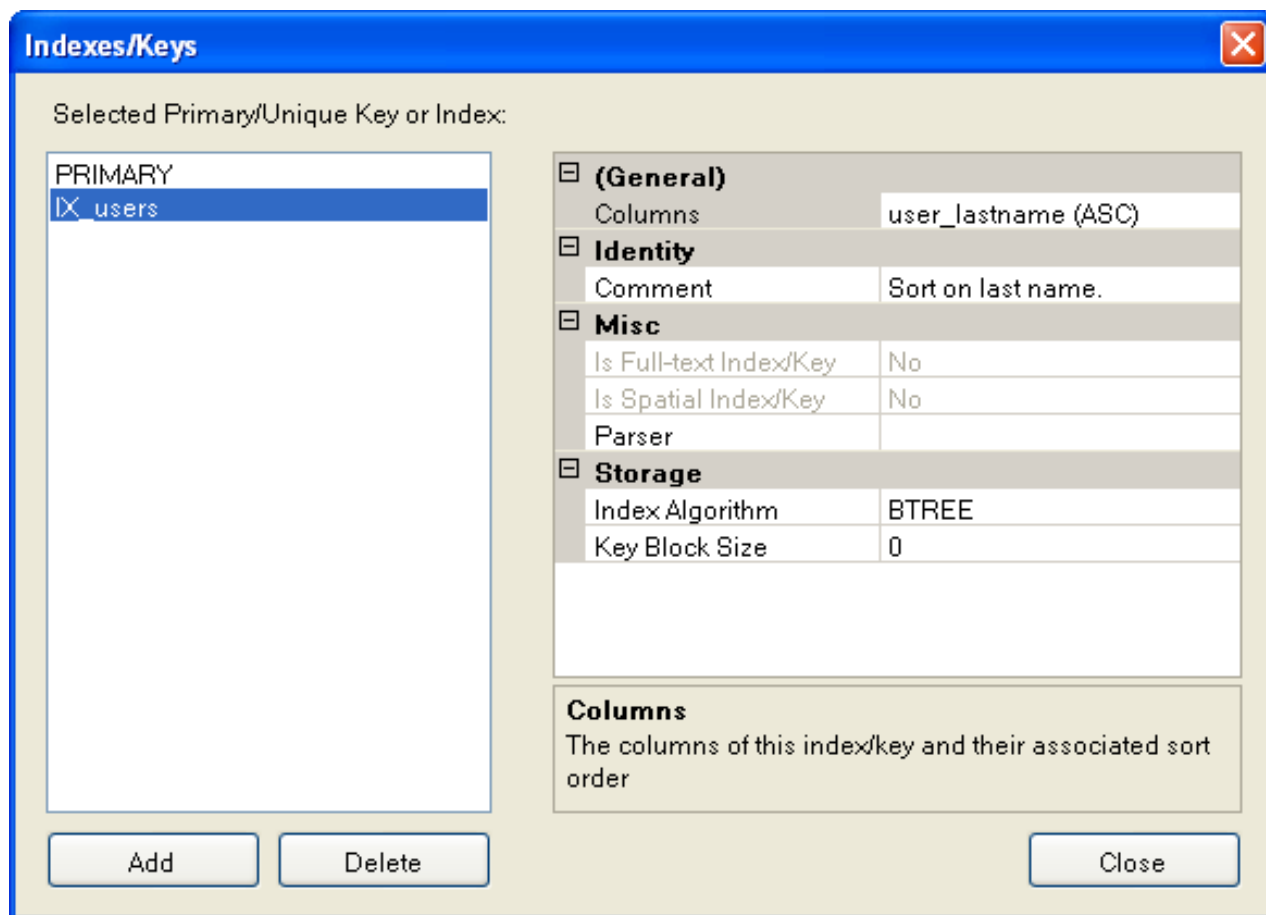 Indexes/Keys
Selected Primary/Unique Key or Index:
PRIMARY
IX_users
(General)
Columns user_lastname (ASC)
Identity
Comment Sort on last name.
Misc
Is Full-text Index/Key No
Is Spatial Index/Key No
Parser
Storage
Index Algorithm BTREE
Key Block Size 0
Columns
The columns of this index/key and their associated sort
order
Add Delete Close